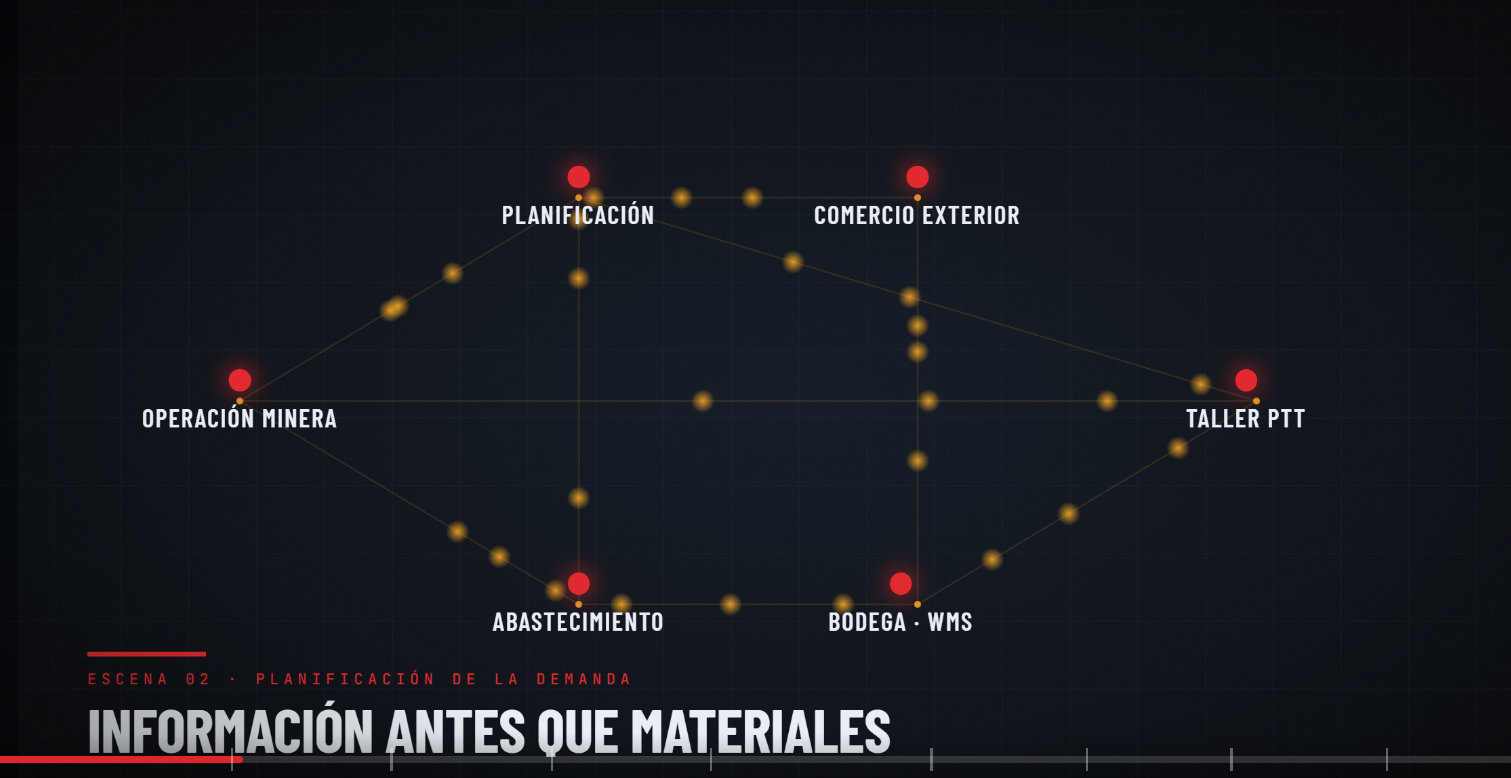 PLANIFICACIÓN
COMERCIO EXTERIOR
OPERACIÓN MINERA
TALLER PTT
ABASTECIMIENTO
BODEGA · WMS
ESCENA 02 · PLANIFICACIÓN DE LA DEMANDA
INFORMACIÓN ANTES QUE MATERIALES